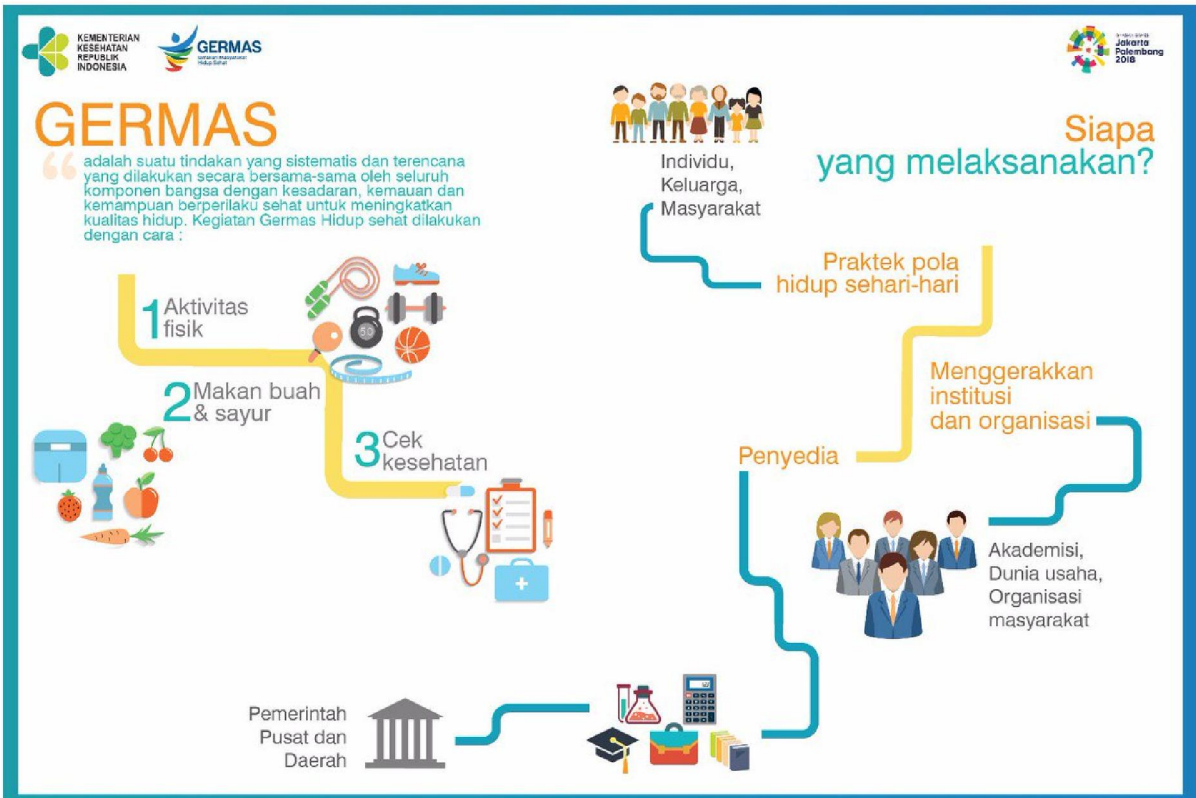 KEMENTERIAN
KESEHATAN
REPUBLIK
INDONESIA
GERMAS
Gerakan Masyarakat
Hidup Sehat
Jakarta
Palembang
2018
GERMAS
“
adalah suatu tindakan yang sistematis dan terencana
yang dilakukan secara bersama-sama oleh seluruh
komponen bangsa dengan kesadaran, kemauan dan
kemampuan berperilaku sehat untuk meningkatkan
kualitas hidup. Kegiatan Germas Hidup sehat dilakukan
dengan cara :
1 Aktivitas
fisik
2 Makan buah
& sayur
3 Cek
kesehatan
Siapa
yang melaksanakan?
Individu,
Keluarga,
Masyarakat
Praktek pola
hidup sehari-hari
Menggerakkan
institusi
dan organisasi
Penyedia
Akademisi,
Dunia usaha,
Organisasi
masyarakat
Pemerintah
Pusat dan
Daerah